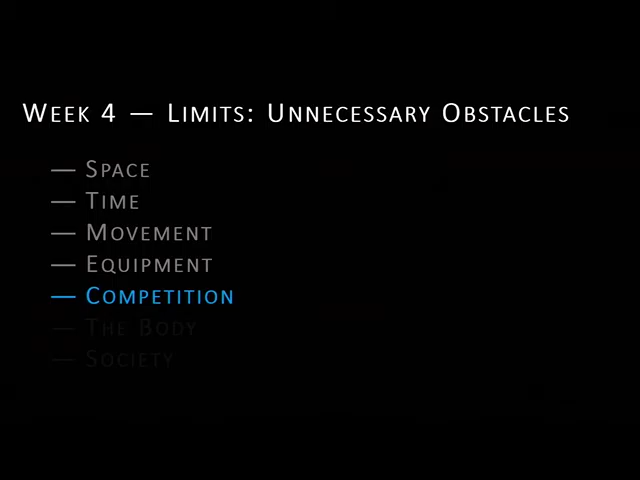 Week 4 — Limits: Unnecessary Obstacles
— Space
— Time
— Movement
— Equipment
— Competition
— The Body
— Society